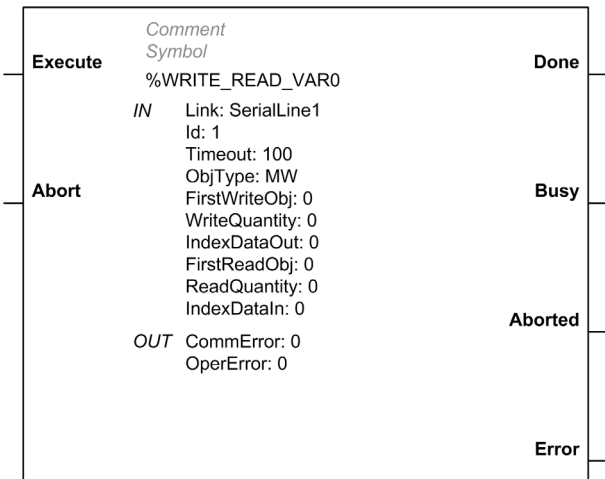 Comment
Symbol
Execute
Done
%WRITE_READ_VAR0
IN Link: SerialLine1
Id: 1
Timeout: 100
ObjType: MW
Abort
FirstWriteObj: 0
Busy
WriteQuantity: 0
IndexDataOut: 0
FirstReadObj: 0
ReadQuantity: 0
IndexDataIn: 0
Aborted
OUT CommError: 0
OperError: 0
Error